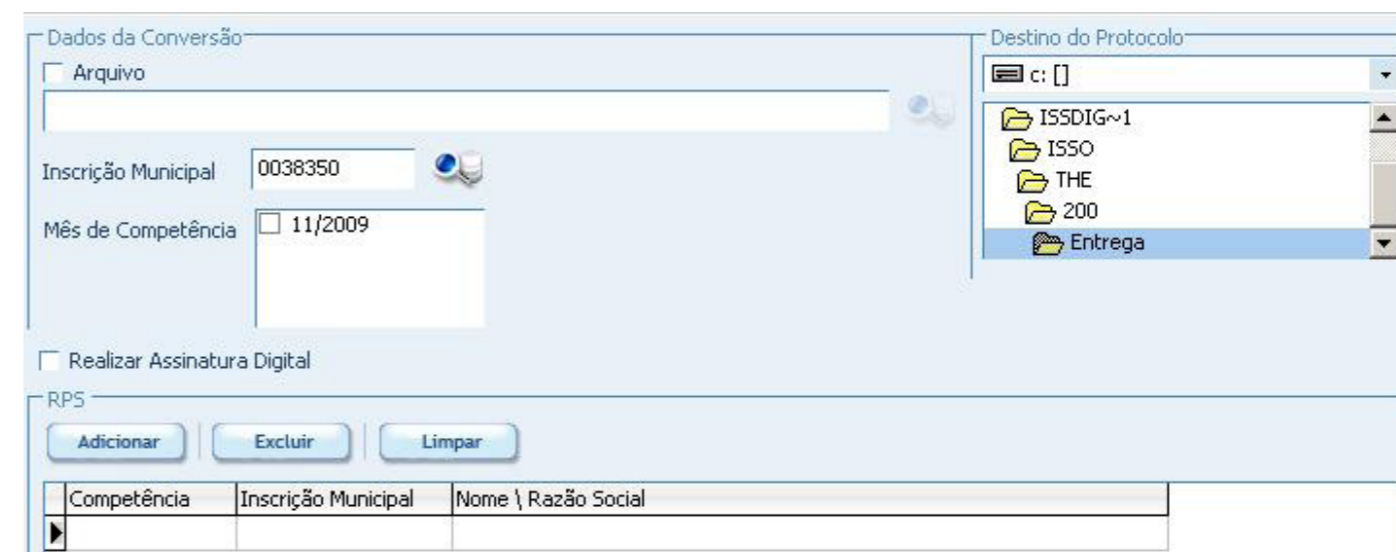 Dados da Conversão
Arquivo
Inscrição Municipal 0038350
Mês de Competência 11/2009
Realizar Assinatura Digital
Destino do Protocolo
c: []
ISSDIG~1
ISSO
THE
200
Entrega
RPS
Adicionar Excluir Limpar
Competência Inscrição Municipal Nome \ Razão Social